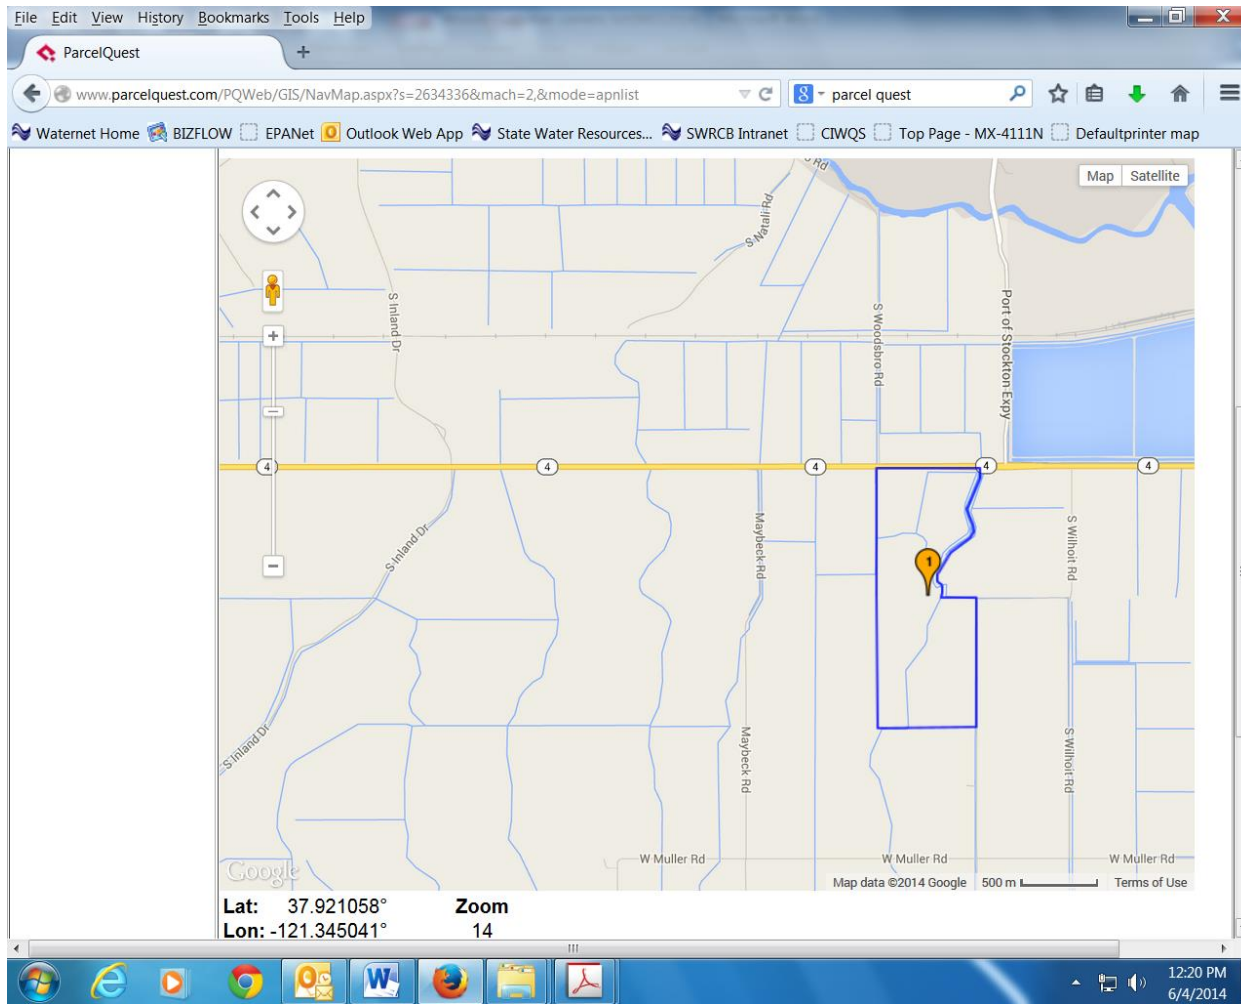 File Edit View History Bookmarks Tools Help
ParcelQuest
www.parcelquest.com/PQWeb/GIS/NavMap.aspx?s=2634336&mach=2,&mode=apnlist
8 parcel quest
Waternet Home BIZFLOW EPANet Outlook Web App State Water Resources... SWRCB Intranet CIWQS Top Page - MX-4111N Defaultprinter map
Rd
Map Satellite
S Natali Rd
S Inland Dr
S Woodsbro Rd
Port of Stockton Expy
4 4 4 4 4
S Inland Dr
Maybeck Rd
S Wilhoit Rd
1
S Inland Dr
Maybeck Rd
S Wilhoit Rd
W Muller Rd W Muller Rd W Muller Rd
Google
Map data ©2014 Google 500 m Terms of Use
Lat: 37.921058° Zoom
Lon: -121.345041° 14
12:20 PM
6/4/2014